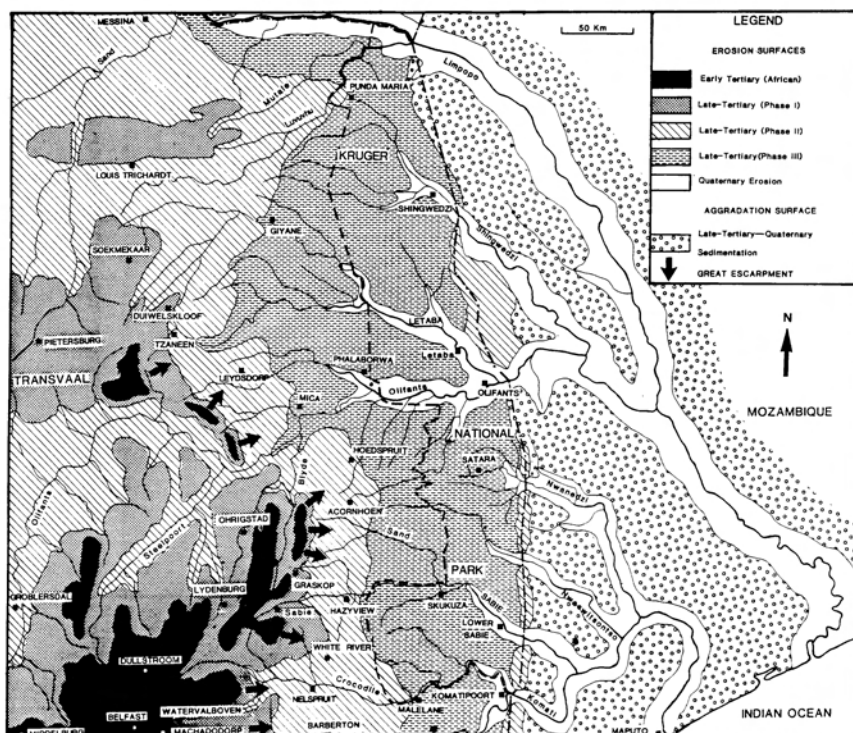 MESSINA
Sand
Mutale
Luvuvhu
PUNDA MARIA
Limpopo
50 Km
LOUIS TRICHARDT
KRUGER
SHINGWEDZI
GIYANE
Shingwedzi
SOEKMEKAAR
DUIWELSKLOOF
TZANEEN
PIETERSBURG
LETABA
Letaba
PHALABORWA
TRANSVAAL
LEYDSDORP
Olifants
OLIFANTS
MICA
MOZAMBIQUE
NATIONAL
HOEDSPRUIT
Blyde
SATARA
Nwanedzi
Olifants
ACORNHOEK
Steelpoort
OHRIGSTAD
Sand
PARK
GRASKOP
LYDENBURG
GROBLERSDAL
Sabie
HAZYVIEW
SKUKUZA
SABIE
LOWER
SABIE
WHITE RIVER
DULLSTROOM
Crocodile
NELSPRUIT
KOMATIPOORT
Komati
WATERVALBOVEN
MALELANE
BELFAST
MACHADODORP
BARBERTON
MIDDELBURG
MAPUTO
INDIAN OCEAN
N
LEGEND
EROSION SURFACES
Early Tertiary (African)
Late-Tertiary (Phase I)
Late-Tertiary (Phase II)
Late-Tertiary(Phase III)
Quaternary Erosion
AGGRADATION SURFACE
Late-Tertiary—Quaternary
Sedimentation
GREAT ESCARPMENT